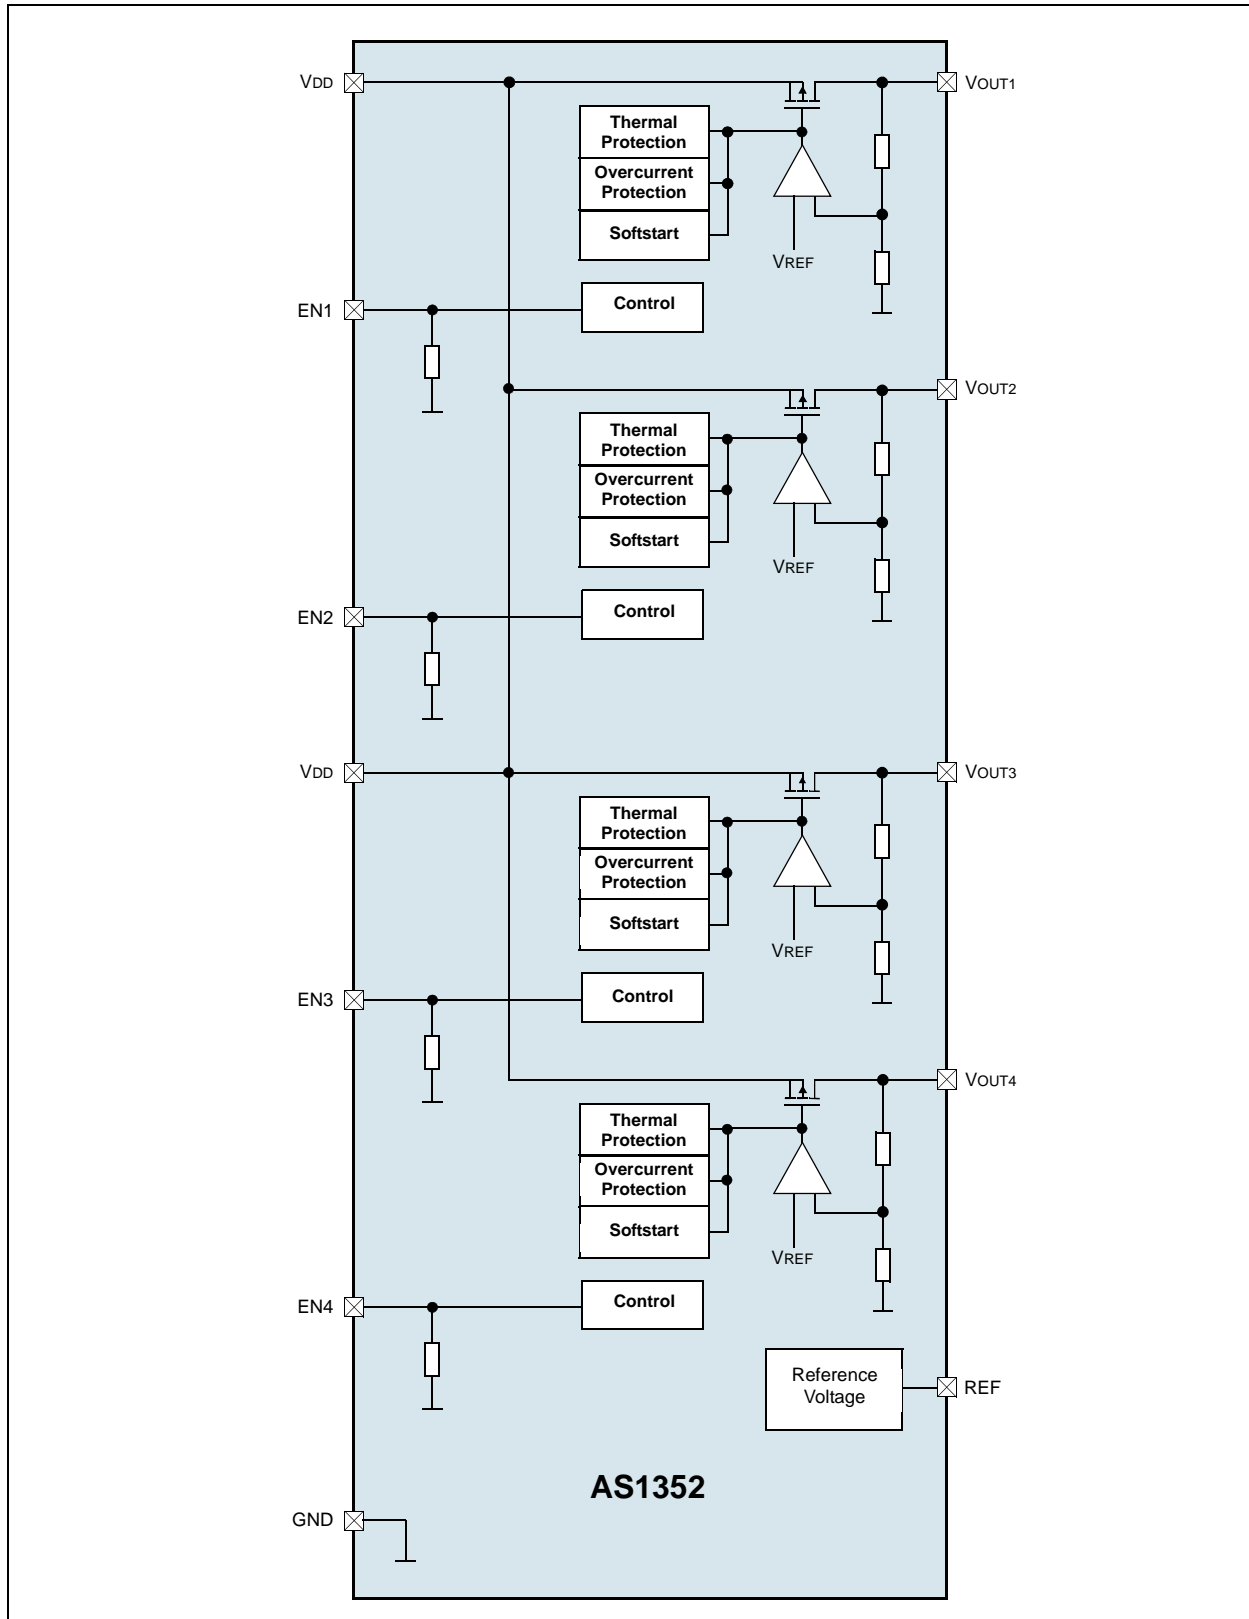 VDD
VOUT1
Thermal
Protection
Overcurrent
Protection
Softstart
VREF
EN1
Control
VOUT2
Thermal
Protection
Overcurrent
Protection
Softstart
VREF
EN2
Control
VDD
VOUT3
Thermal
Protection
Overcurrent
Protection
Softstart
VREF
EN3
Control
VOUT4
Thermal
Protection
Overcurrent
Protection
Softstart
VREF
EN4
Control
Reference
Voltage
REF
AS1352
GND